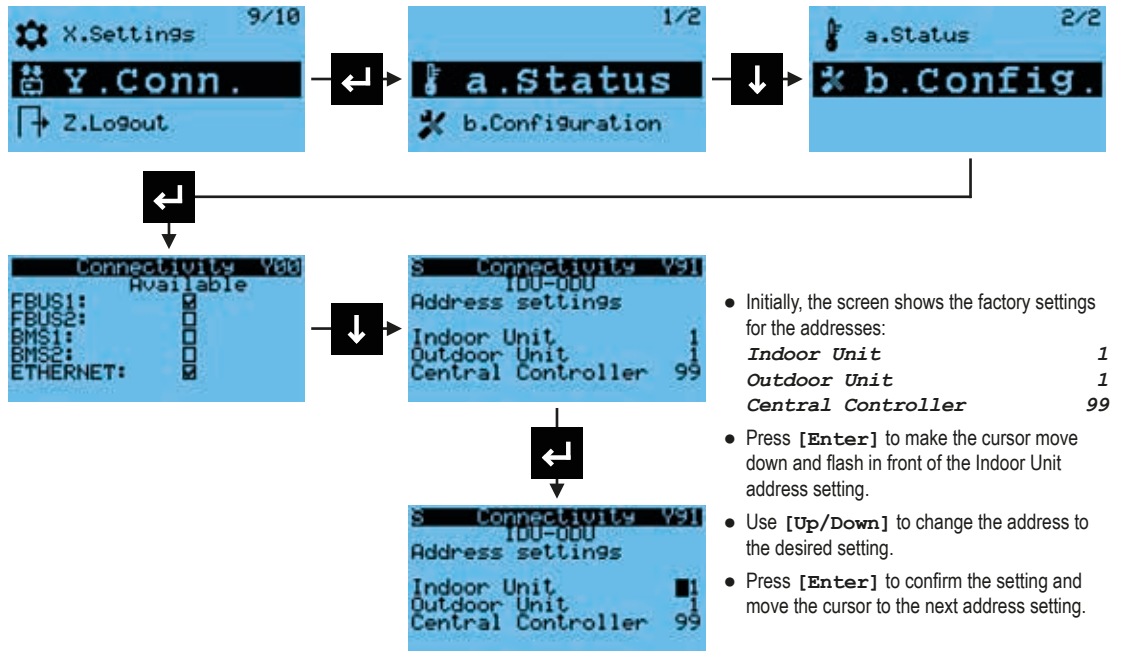 9/10
X.Settings
Y.Conn.
Z.Logout
1/2
a.Status
b.Configuration
2/2
a.Status
b.Config.
Connectivity Y00
Available
FBUS1:
FBUS2:
BMS1:
BMS2:
ETHERNET:
S Connectivity Y91
IDU-ODU
Address settings
Indoor Unit 1
Outdoor Unit 1
Central Controller 99
S Connectivity Y91
IDU-ODU
Address settings
Indoor Unit 1
Outdoor Unit 1
Central Controller 99
● Initially, the screen shows the factory settings
for the addresses:
Indoor Unit 1
Outdoor Unit 1
Central Controller 99
● Press [Enter] to make the cursor move
down and flash in front of the Indoor Unit
address setting.
● Use [Up/Down] to change the address to
the desired setting.
● Press [Enter] to confirm the setting and
move the cursor to the next address setting.